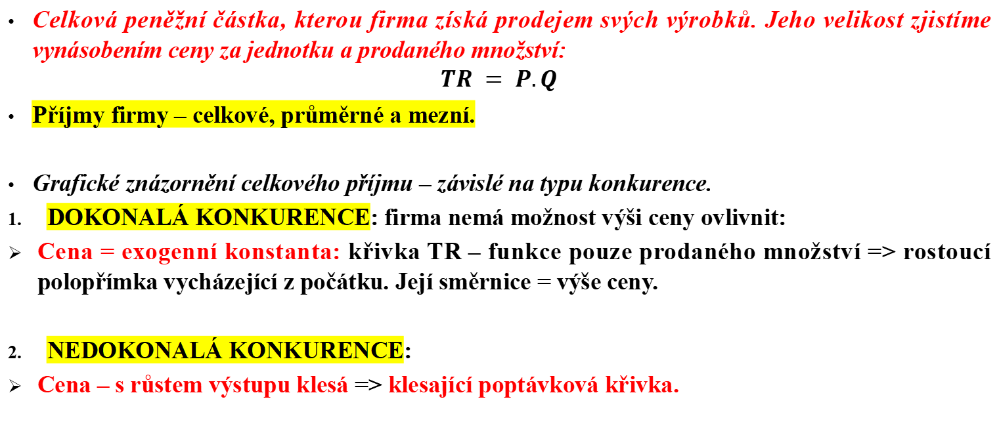 • Celková peněžní částka, kterou firma získá prodejem svých výrobků. Jeho velikost zjistíme
vynásobením ceny za jednotku a prodaného množství:
TR = P.Q
• Příjmy firmy – celkové, průměrné a mezní.
• Grafické znázornění celkového příjmu – závislé na typu konkurence.
1. DOKONALÁ KONKURENCE: firma nemá možnost výši ceny ovlivnit:
➢ Cena = exogenní konstanta: křivka TR – funkce pouze prodaného množství => rostoucí
polopřímka vycházející z počátku. Její směrnice = výše ceny.
2. NEDOKONALÁ KONKURENCE:
➢ Cena – s růstem výstupu klesá => klesající poptávková křivka.